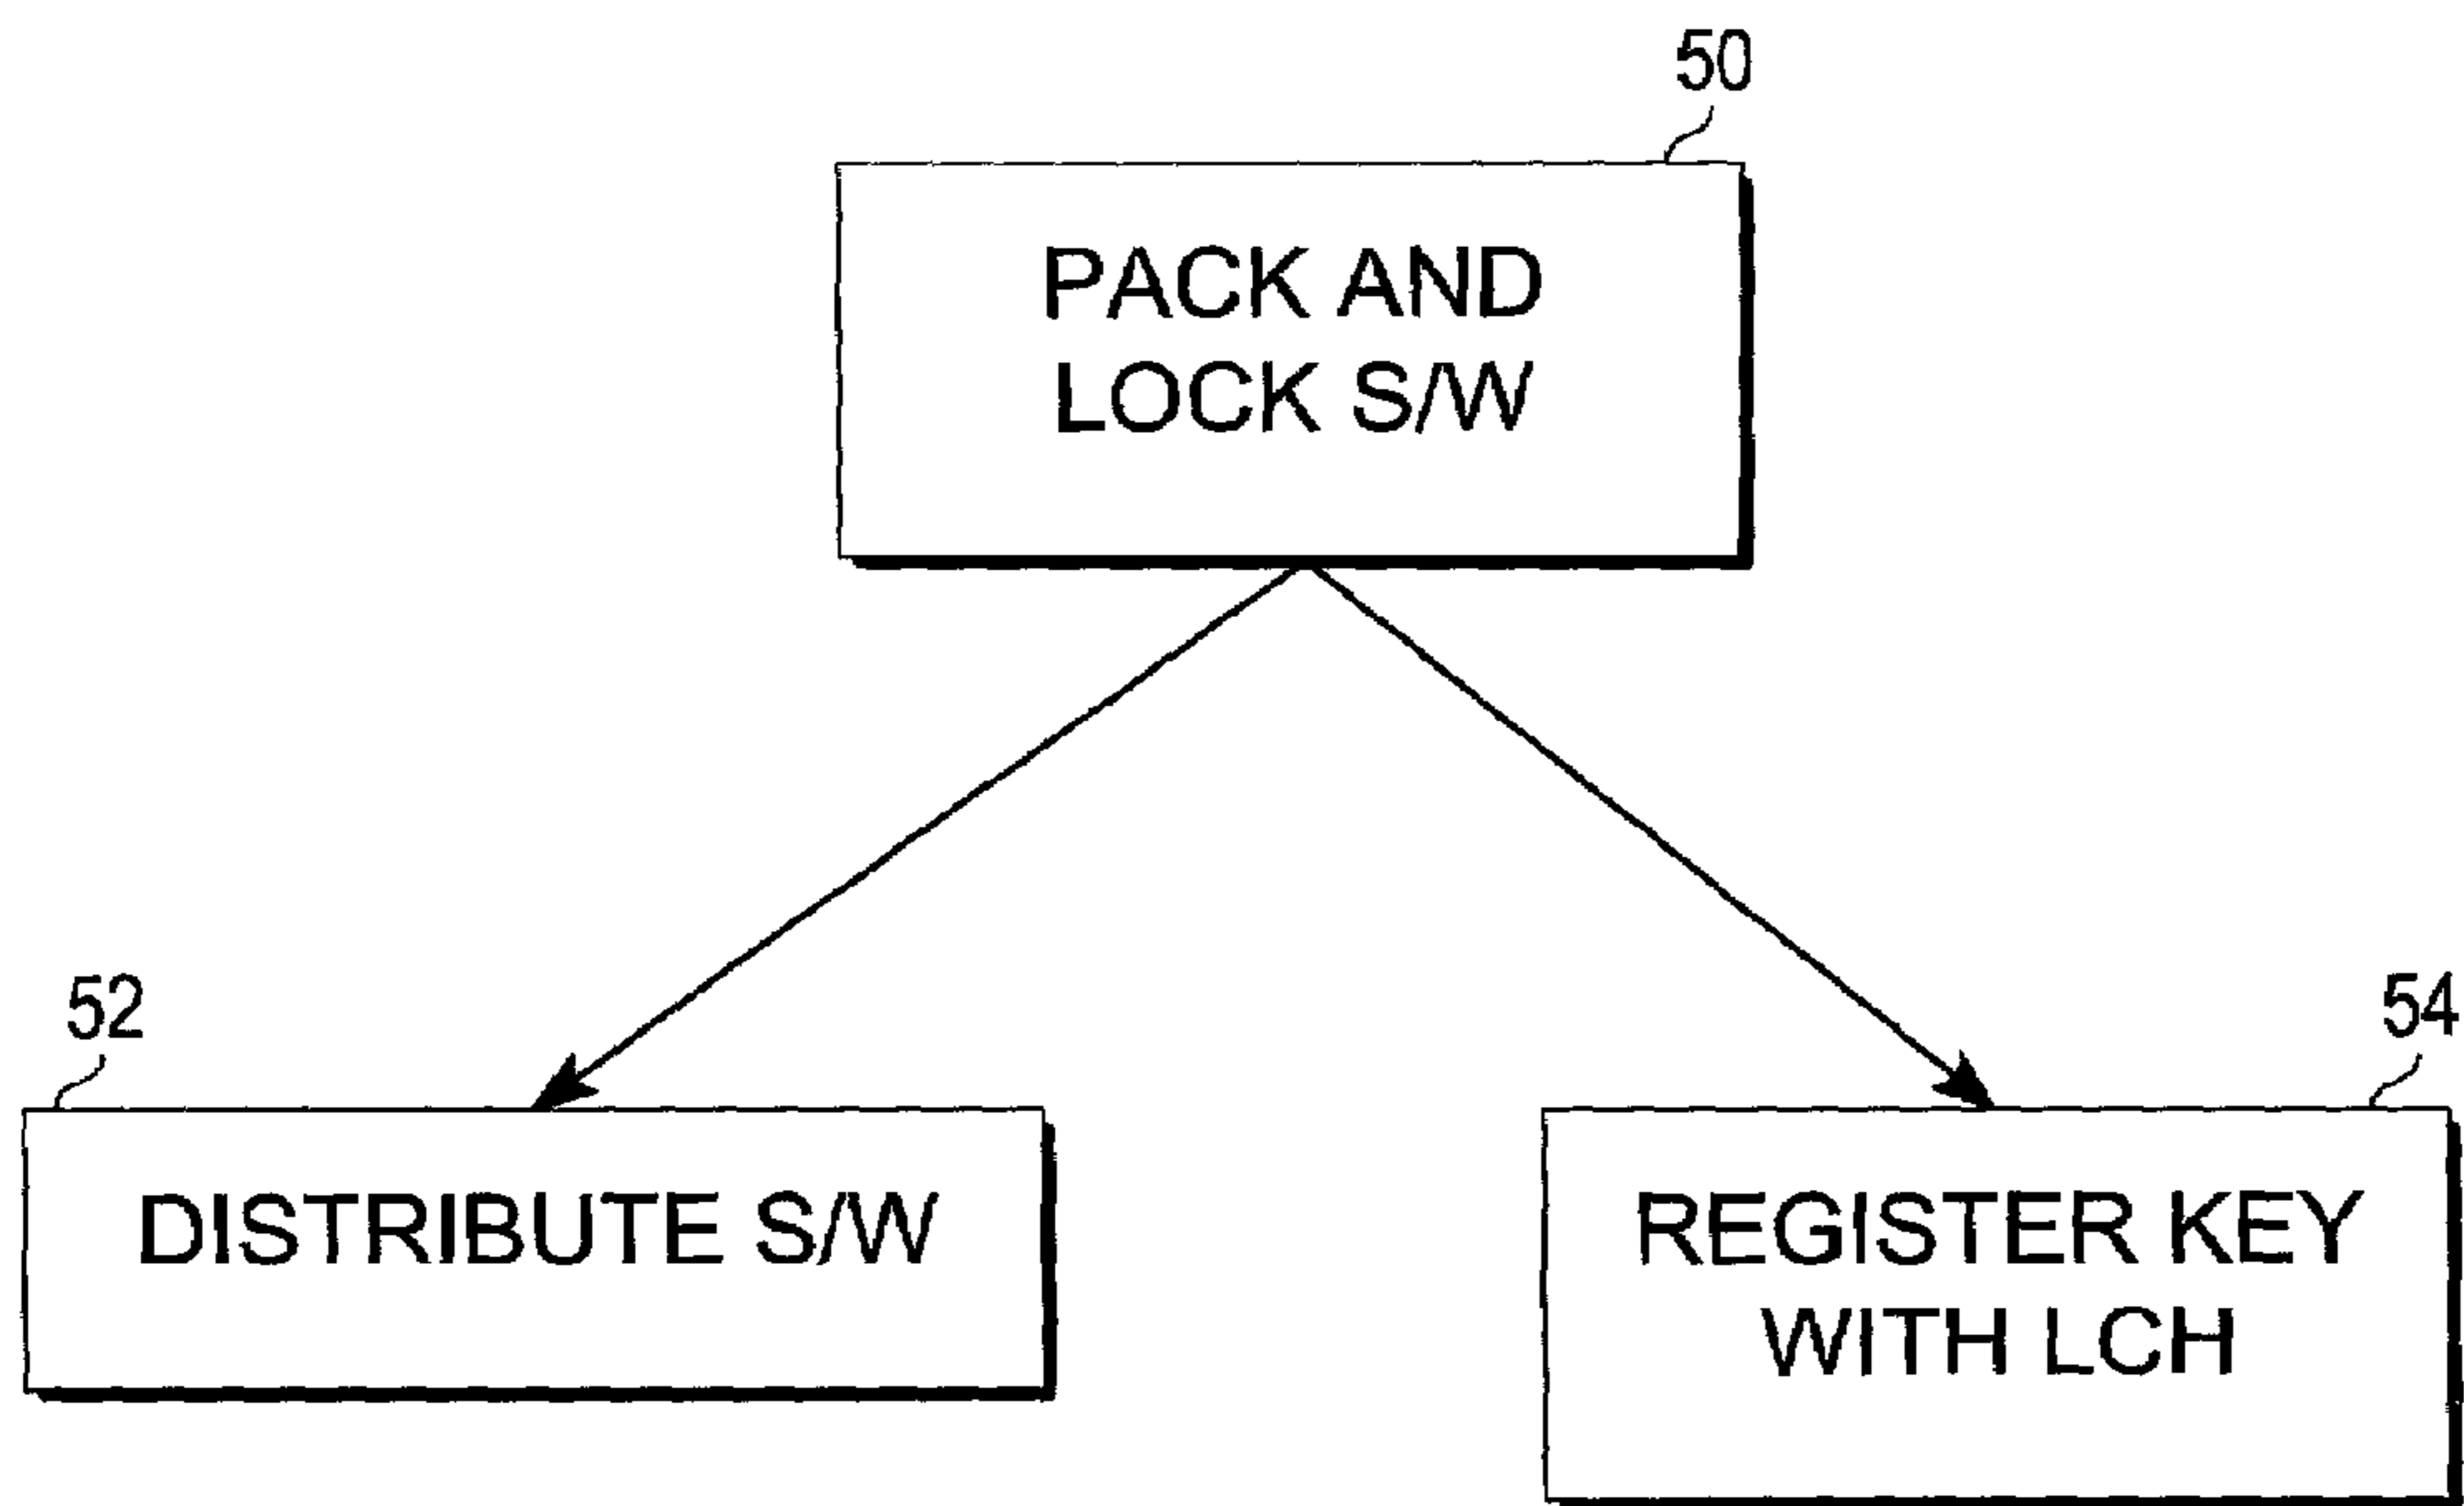 50
PACK AND
LOCK S/W
52
54
DISTRIBUTE S/W
REGISTER KEY
WITH LCH